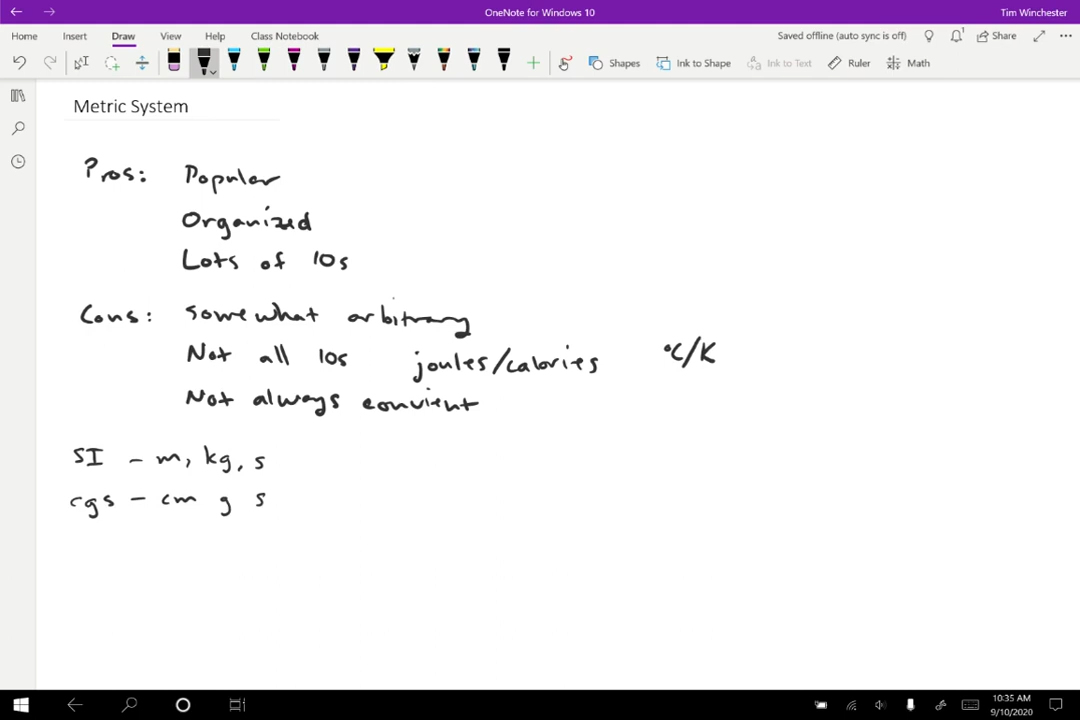 OneNote for Windows 10
Tim Winchester
Home Insert Draw View Help Class Notebook
Saved offline (auto sync is off) Share
Shapes Ink to Shape Ink to Text Ruler Math
Metric System
Pros: Popular
Organized
Lots of 10s
Cons: Somewhat arbitrary
Not all 10s joules/calories °C/K
Not always convient
SI - m, kg, s
cgs - cm g s
10:35 AM
9/10/2020